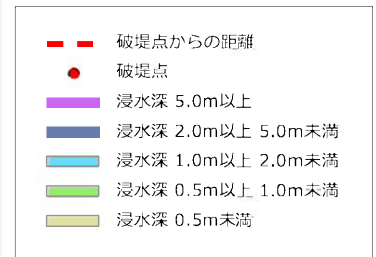 破堤点からの距離
破堤点
浸水深 5.0m以上
浸水深 2.0m以上 5.0m未満
浸水深 1.0m以上 2.0m未満
浸水深 0.5m以上 1.0m未満
浸水深 0.5m未満